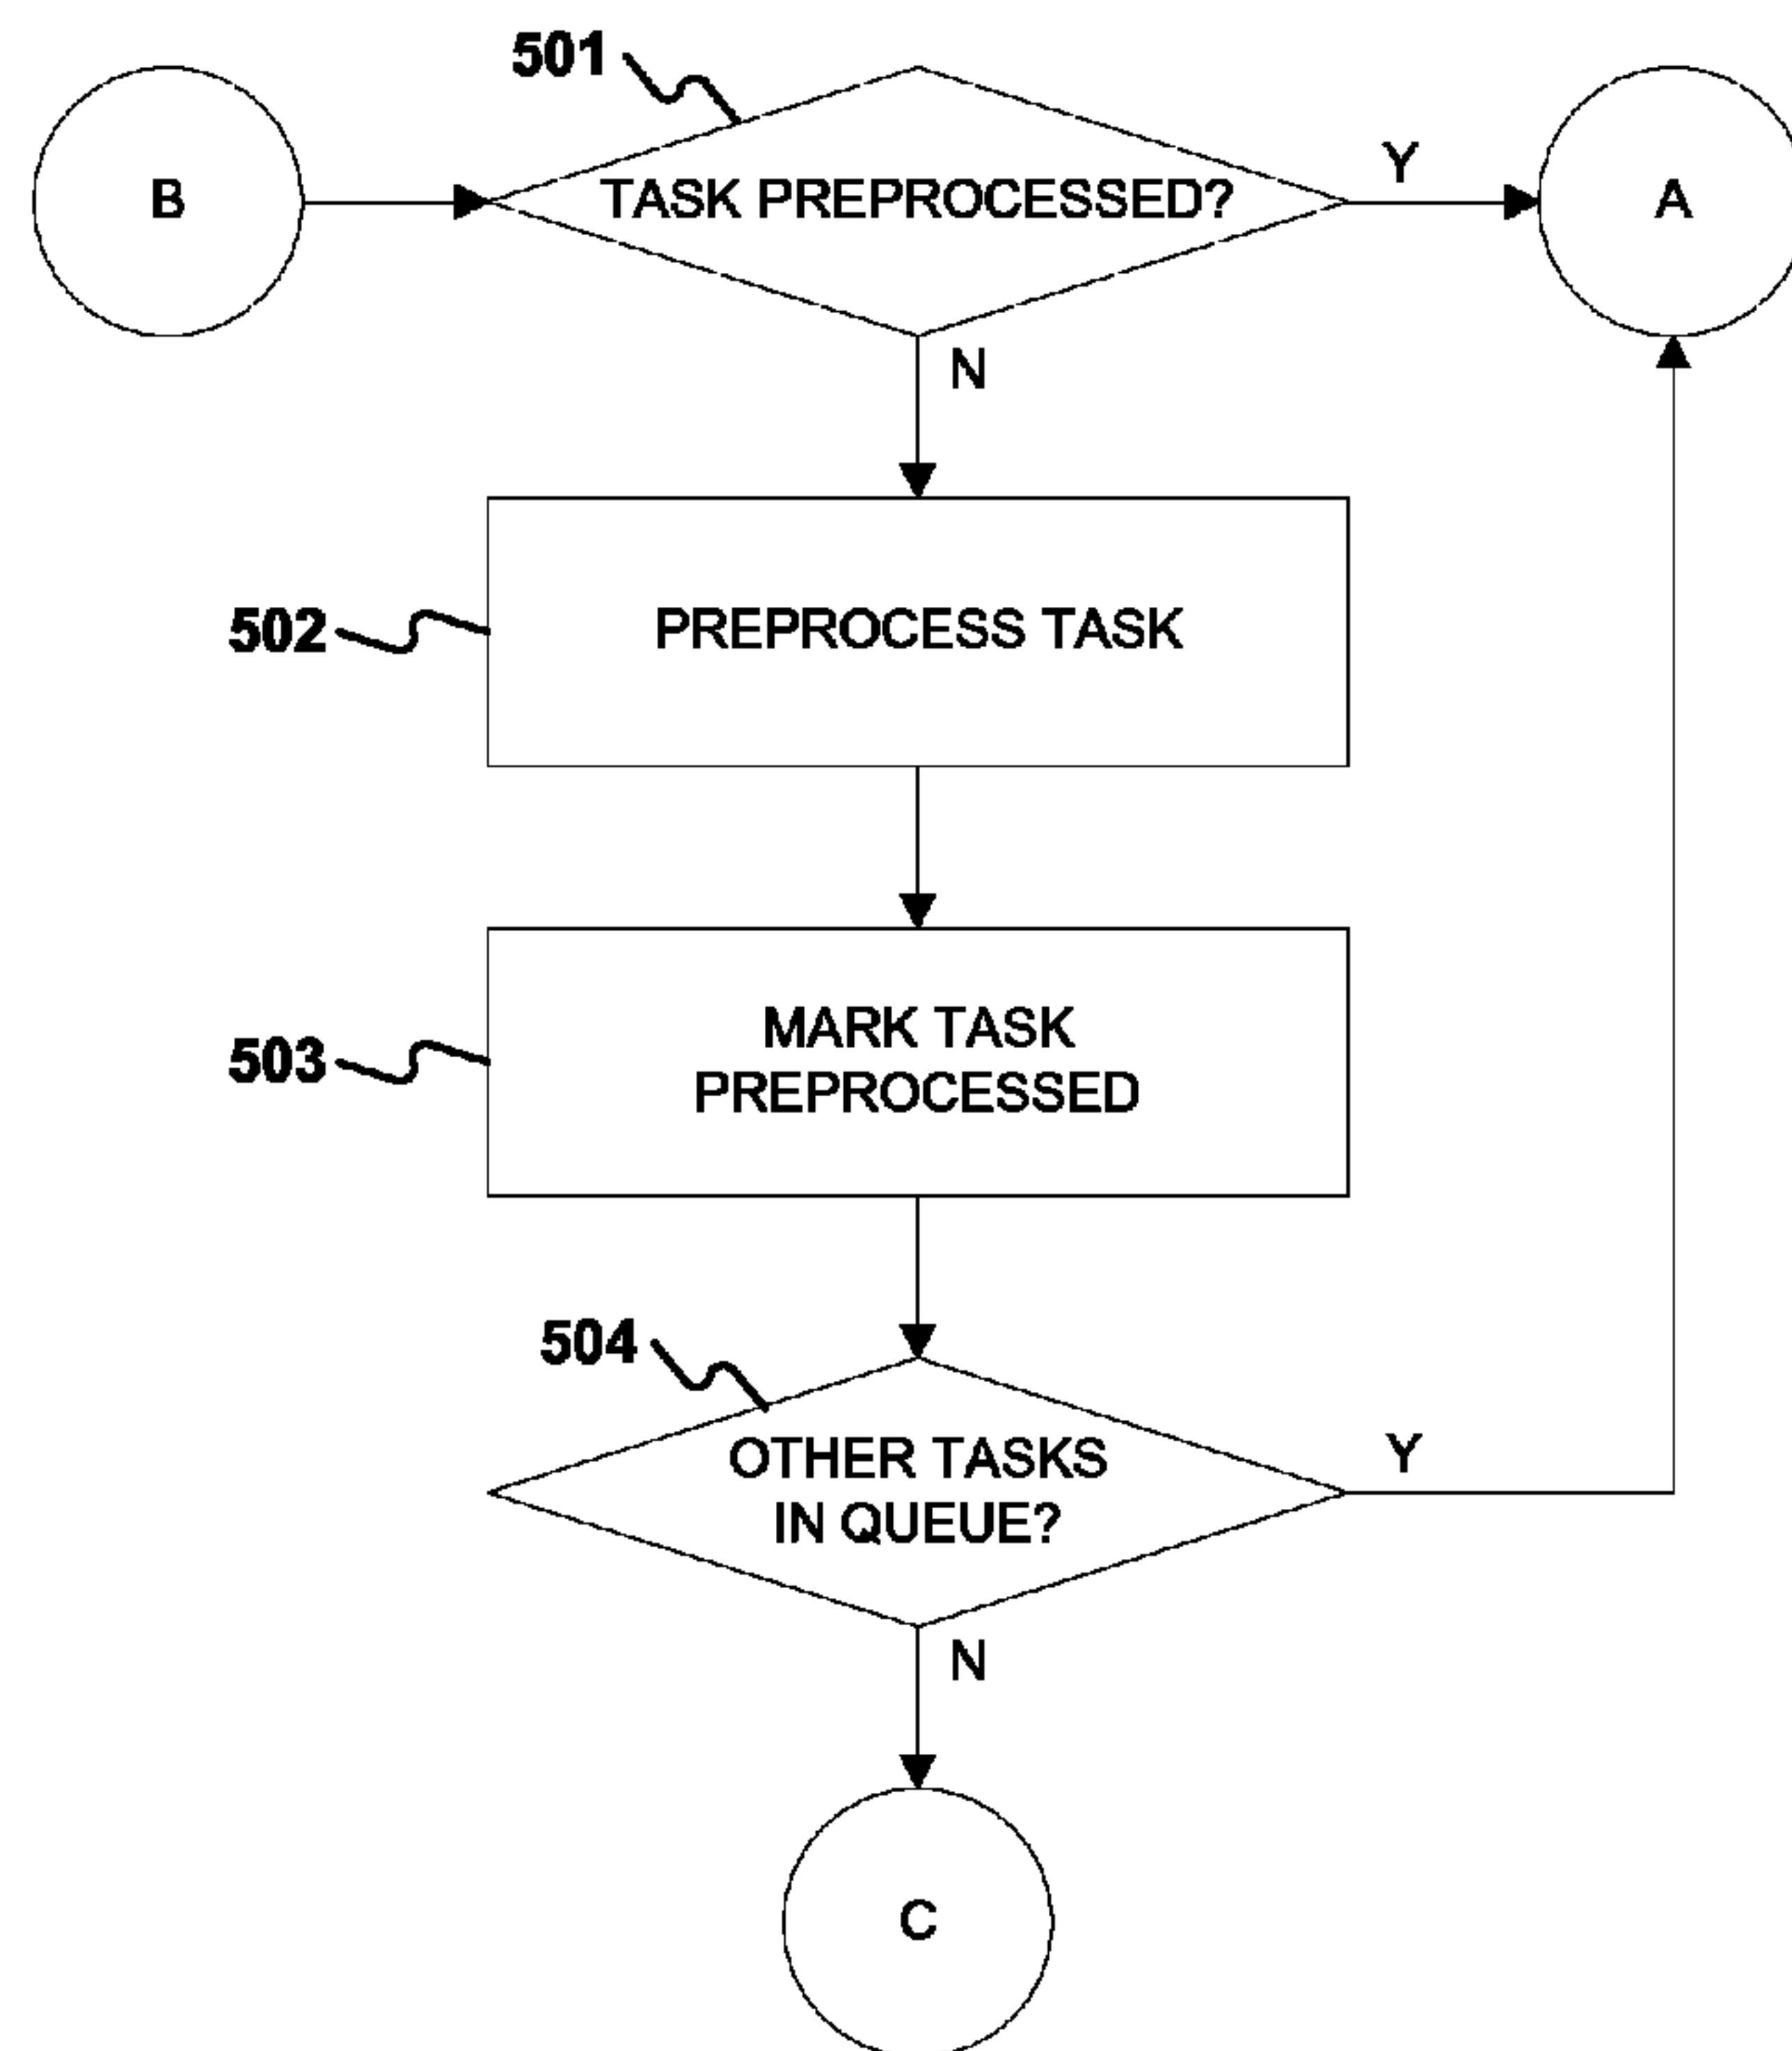 501
B
TASK PREPROCESSED?
Y
A
N
502
PREPROCESS TASK
503
MARK TASK
PREPROCESSED
504
OTHER TASKS
IN QUEUE?
Y
N
C